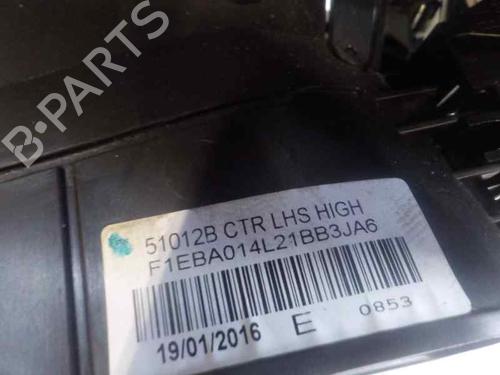 B-PARTS
51012B CTR LHS HIGH
F1EBA014L21BB3JA6
19/01/2016 E 0853